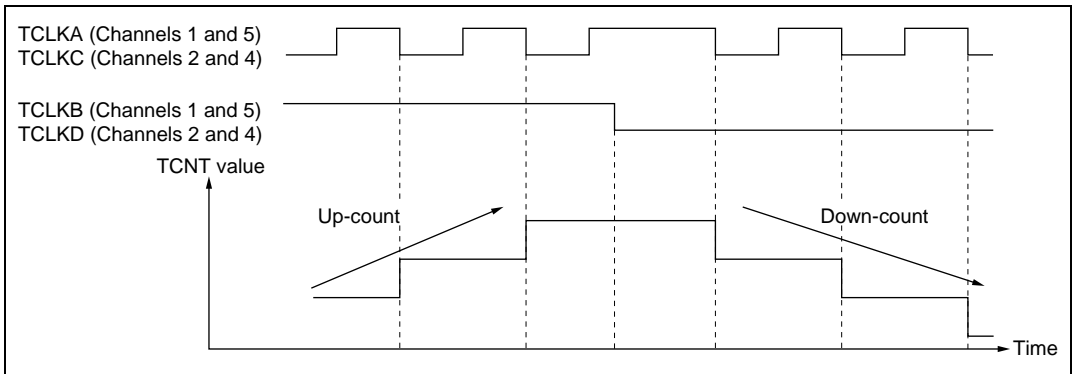 TCLKA (Channels 1 and 5)
TCLKC (Channels 2 and 4)
TCLKB (Channels 1 and 5)
TCLKD (Channels 2 and 4)
TCNT value
Up-count
Down-count
Time